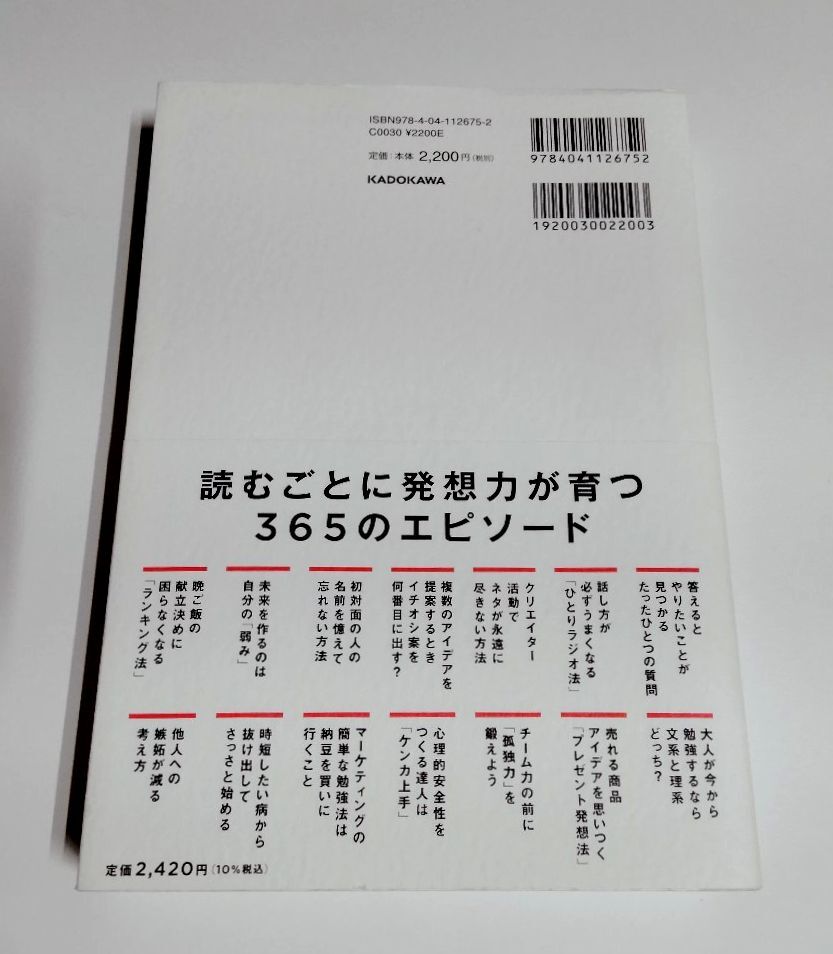 ISBN978-4-04-112675-2
C0030 ¥2200E
定価:本体 2,200円(税別)
KADOKAWA
9784041126752
1920030022003
読むごとに発想力が育つ
365のエピソード
答えると
やりたいことが
見つかる
たったひとつの質問
話し方が
必ずうまくなる
「ひとりラジオ法」
クリエイター
活動で
ネタが永遠に
尽きない方法
複数のアイデアを
提案するとき
イチオシ案を
何番目に出す?
初対面の人の
名前を憶えて
忘れない方法
未来を作るのは
自分の「弱み」
晩ご飯の
献立決めに
困らなくなる
「ランキング法」
大人が今から
勉強するなら
文系と理系
どっち?
売れる商品
アイデアを思いつく
「プレゼント発想法」
チーム力の前に
「孤独力」を
鍛えよう
心理的安全性を
つくる達人は
「ケンカ上手」
マーケティングの
簡単な勉強法は
納豆を買いに
行くこと
時短したい病から
抜け出して
さっさと始める
他人への
嫉妬が減る
考え方
定価2,420円(10%税込)